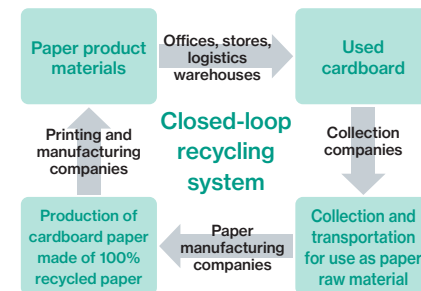 Paper product
materials
Offices, stores,
logistics
warehouses
Used
cardboard
Printing and
manufacturing
companies
Closed-loop
recycling
system
Collection
companies
Production of
cardboard paper
made of 100%
recycled paper
Paper
manufacturing
companies
Collection and
transportation
for use as paper
raw material